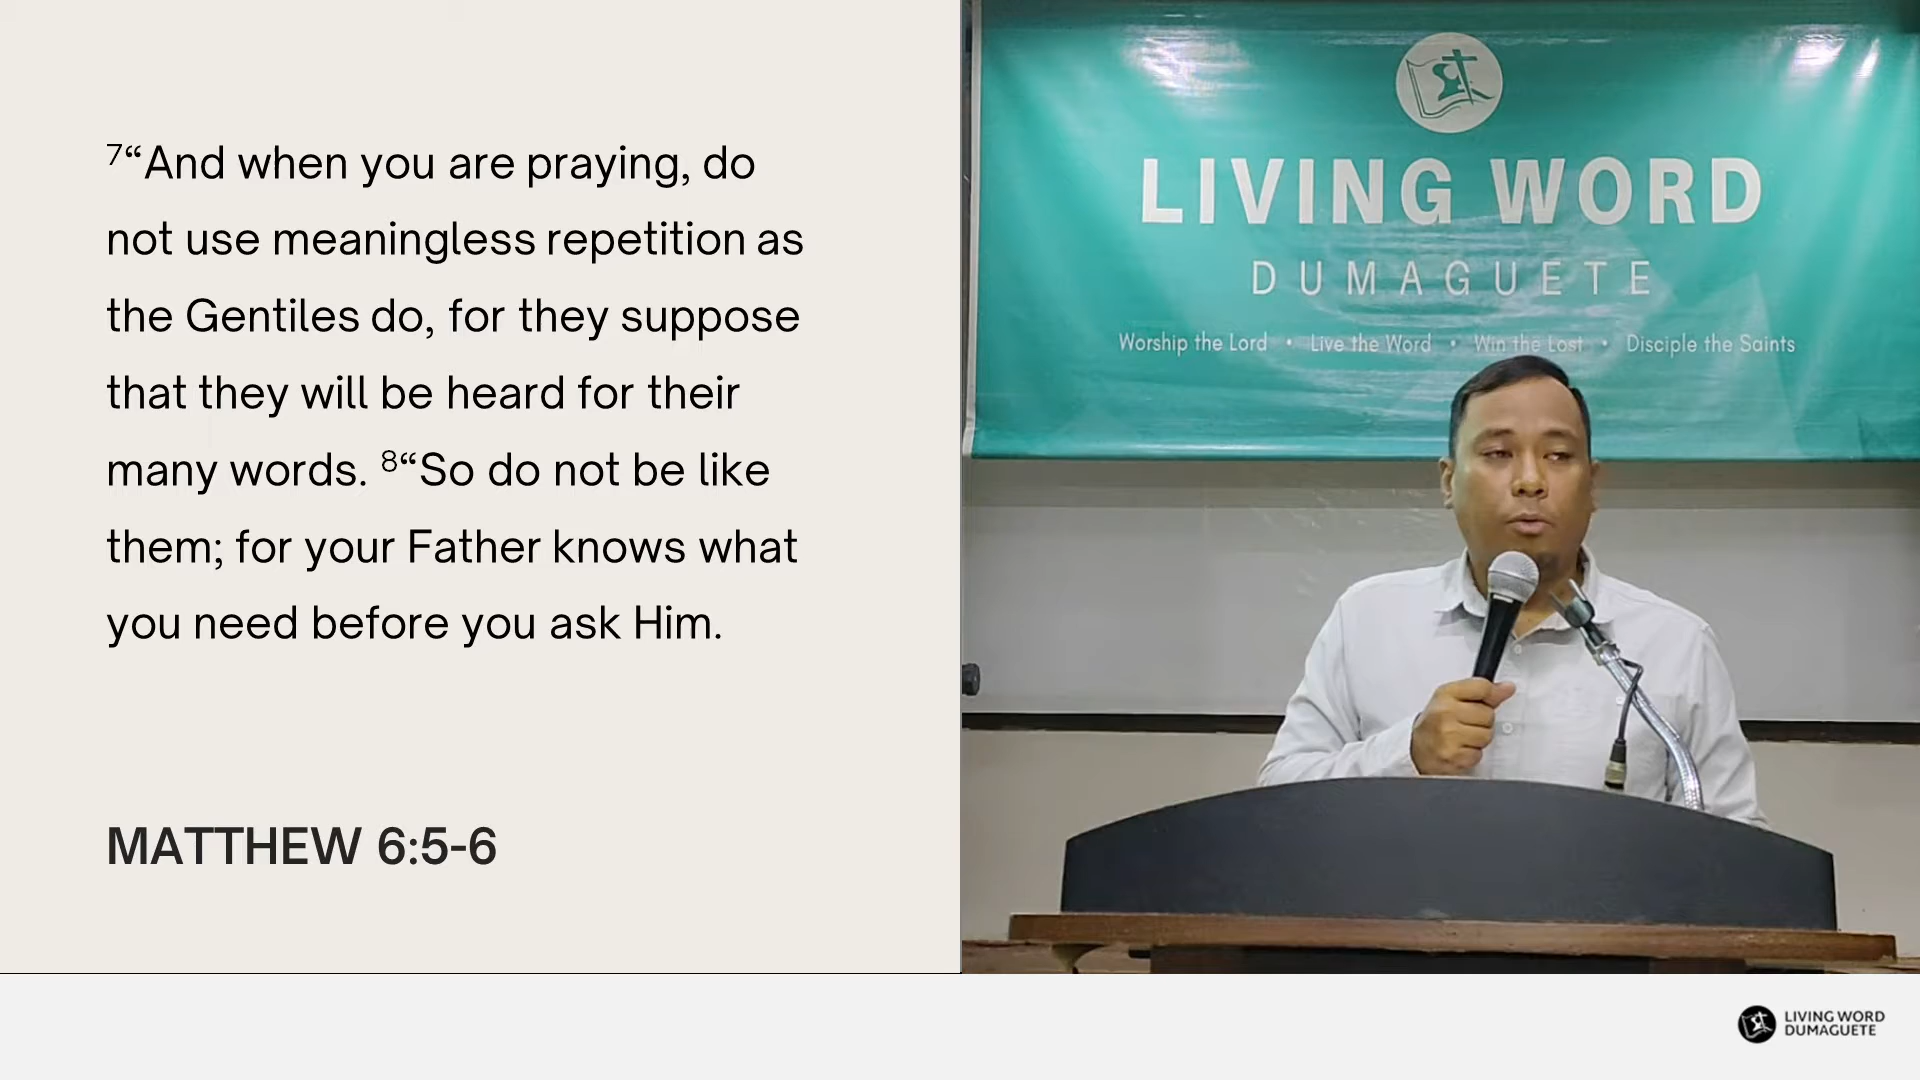 ⁷“And when you are praying, do
not use meaningless repetition as
the Gentiles do, for they suppose
that they will be heard for their
many words. ⁸“So do not be like
them; for your Father knows what
you need before you ask Him.
MATTHEW 6:5-6
LIVING WORD
DUMAGUETE
Worship the Lord • Live the Word • Win the Lost • Disciple the Saints
LIVING WORD
DUMAGUETE